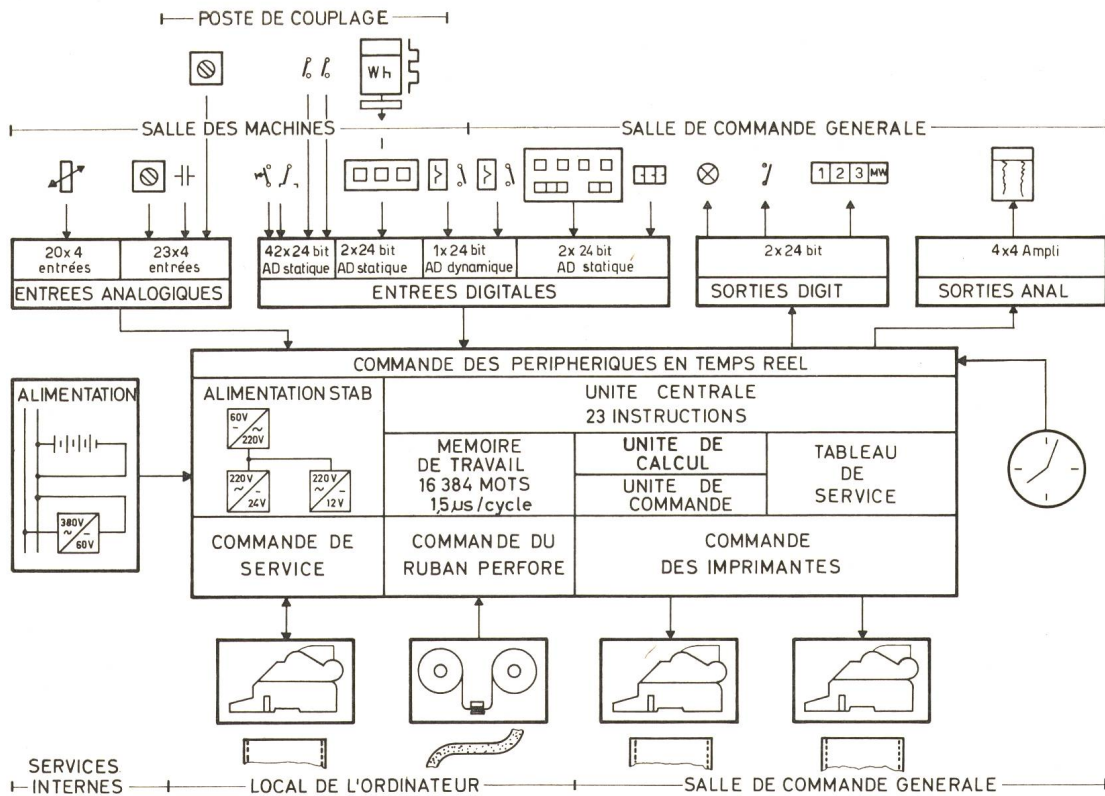 POSTE DE COUPLAGE
Wh
SALLE DES MACHINES
SALLE DE COMMANDE GENERALE
1 2 3 MW
20x4
entrées
23x4
entrées
ENTREES ANALOGIQUES
42x24 bit
AD statique
2x24 bit
AD statique
1x24 bit
AD dynamique
2x 24 bit
AD statique
ENTREES DIGITALES
2x24 bit
SORTIES DIGIT
4x4 Ampli
SORTIES ANAL
COMMANDE DES PERIPHERIQUES EN TEMPS REEL
ALIMENTATION
380V
~ –
60V
ALIMENTATION STAB
60V
– ~
220V
220V
~ –
24V
220V
~ –
12V
UNITE CENTRALE
23 INSTRUCTIONS
MEMOIRE
DE TRAVAIL
16 384 MOTS
1,5µs/cycle
UNITE DE
CALCUL
UNITE DE
COMMANDE
TABLEAU
DE
SERVICE
COMMANDE DE
SERVICE
COMMANDE DU
RUBAN PERFORE
COMMANDE
DES IMPRIMANTES
SERVICES
INTERNES
LOCAL DE L'ORDINATEUR
SALLE DE COMMANDE GENERALE